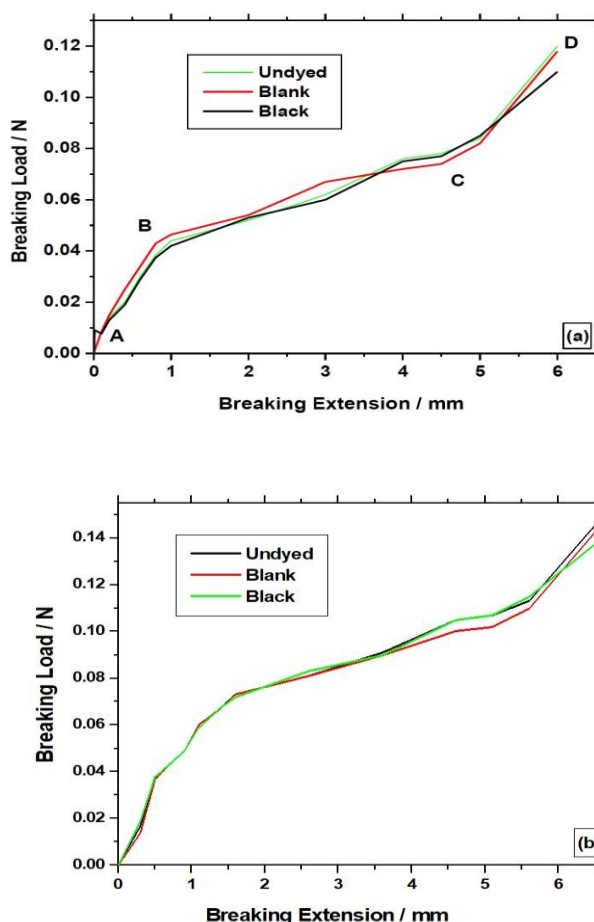 0.12
D
Undyed
Blank
Black
0.10
0.08
C
0.06
B
0.04
0.02
A
0.00
(a)
0 1 2 3 4 5 6
Breaking Load / N
Breaking Extension / mm
0.14
Undyed
Blank
Black
0.12
0.10
0.08
0.06
0.04
0.02
0.00
(b
0 1 2 3 4 5 6
Breaking Load / N
Breaking Extension / mm